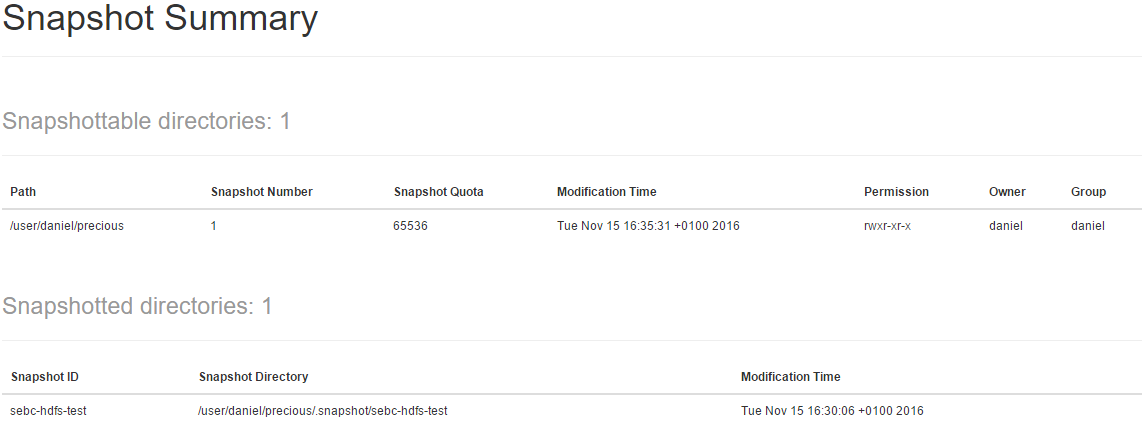 Snapshot Summary
Snapshottable directories: 1
Path Snapshot Number Snapshot Quota Modification Time Permission Owner Group
/user/daniel/precious 1 65536 Tue Nov 15 16:35:31 +0100 2016 rwxr-xr-x daniel daniel
Snapshotted directories: 1
Snapshot ID Snapshot Directory Modification Time
sebc-hdfs-test /user/daniel/precious/.snapshot/sebc-hdfs-test Tue Nov 15 16:30:06 +0100 2016